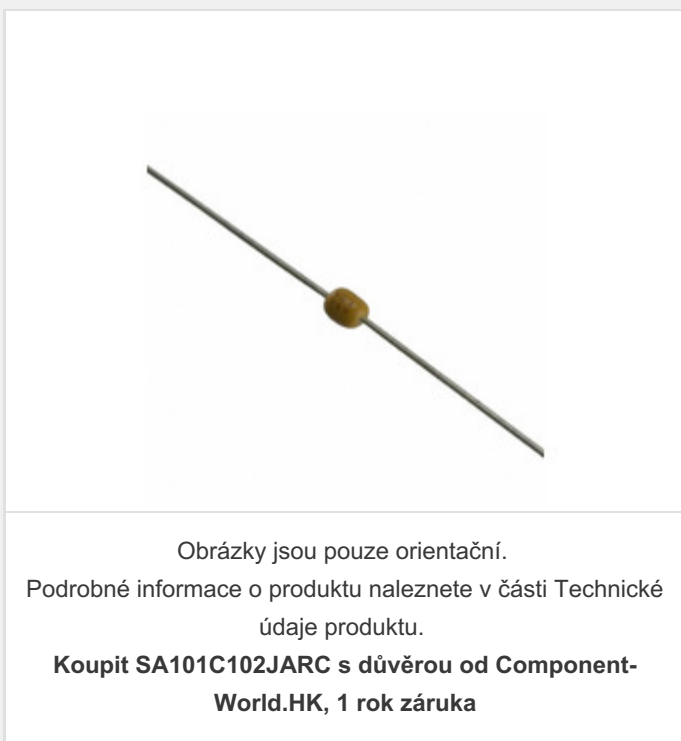 Obrázky jsou pouze orientační.
Podrobné informace o produktu naleznete v části Technické
údaje produktu.
Koupit SA101C102JARC s důvěrou od Component-
World.HK, 1 rok záruka